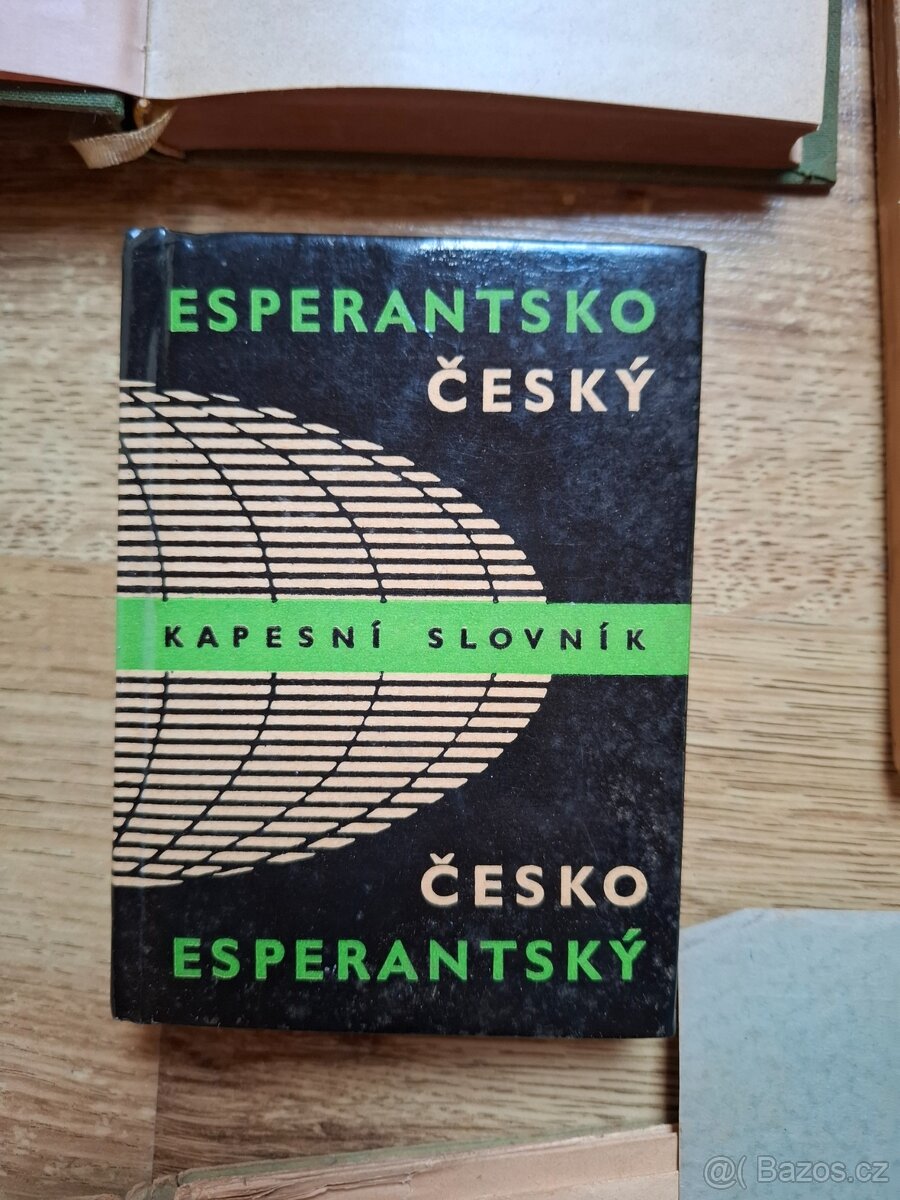 ESPERANTSKO
ČESKÝ
KAPESNÍ SLOVNÍK
ČESKO
ESPERANTSKÝ
@( Bazos.cz